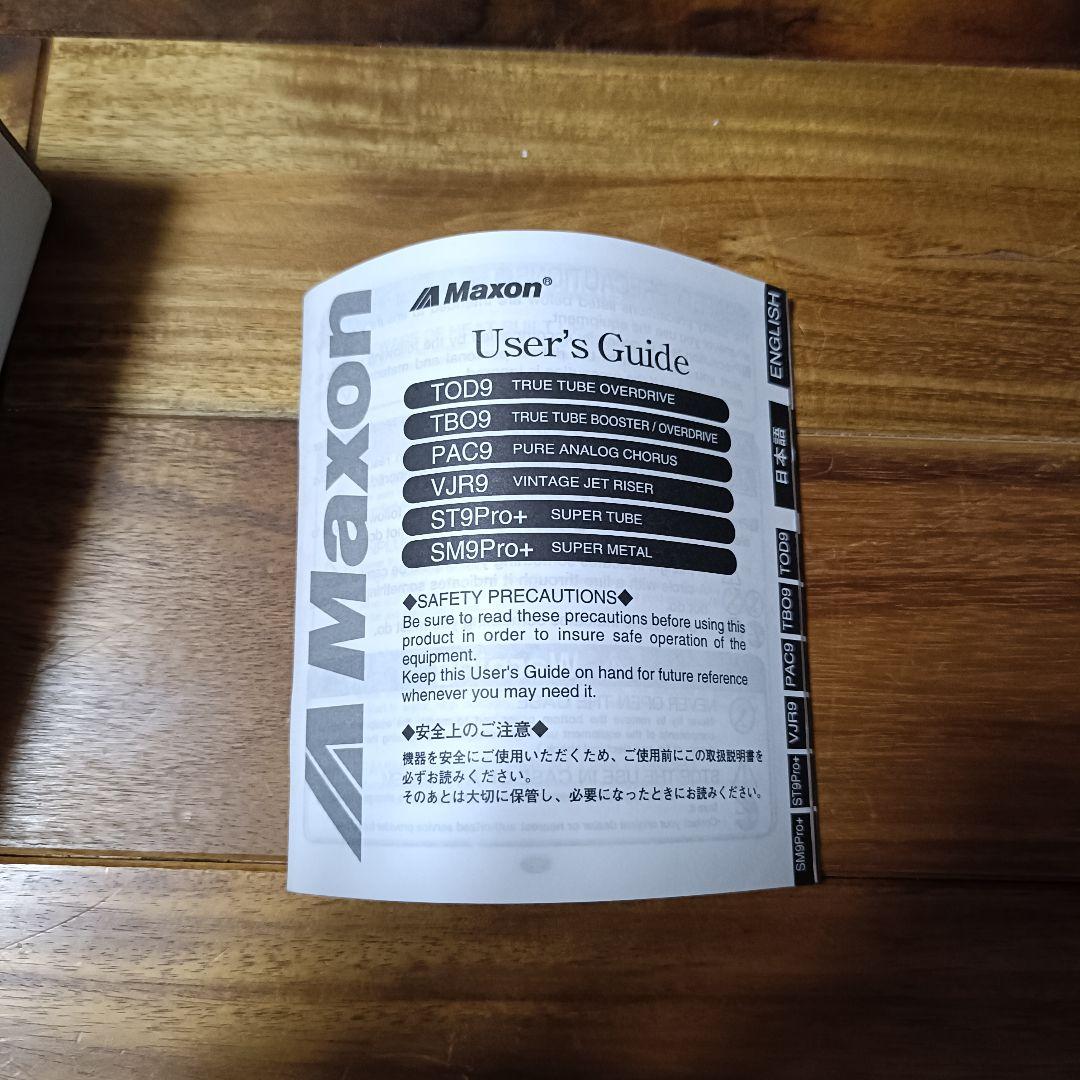 Maxon
Maxon®
User's Guide
TOD9 TRUE TUBE OVERDRIVE
TBO9 TRUE TUBE BOOSTER / OVERDRIVE
PAC9 PURE ANALOG CHORUS
VJR9 VINTAGE JET RISER
ST9Pro+ SUPER TUBE
SM9Pro+ SUPER METAL
◆SAFETY PRECAUTIONS◆
Be sure to read these precautions before using this
product in order to insure safe operation of the
equipment.
Keep this User's Guide on hand for future reference
whenever you may need it.
◆安全上のご注意◆
機器を安全にご使用いただくため、ご使用前にこの取扱説明書を
必ずお読みください。
そのあとは大切に保管し、必要になったときにお読みください。
ENGLISH
日本語
TOD9
TBO9
PAC9
VJR9
ST9Pro+
SM9Pro+